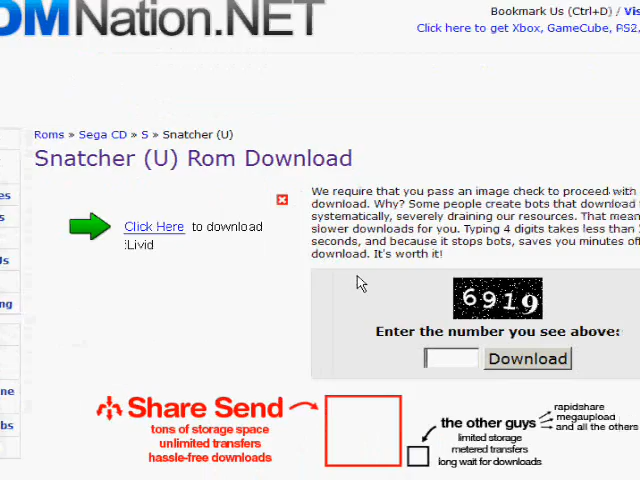 OMNation.NET
Bookmark Us (Ctrl+D) / Vis
Click here to get Xbox, GameCube, PS2,
Roms » Sega CD » S » Snatcher (U)
Snatcher (U) Rom Download
Click Here to download
:Livid
We require that you pass an image check to proceed with
download. Why? Some people create bots that download
systematically, severely draining our resources. That mean
slower downloads for you. Typing 4 digits takes less than
seconds, and because it stops bots, saves you minutes of
download. It's worth it!
es
s
Us
ng
ne
bs
6919
Enter the number you see above:
Download
Share Send
tons of storage space
unlimited transfers
hassle-free downloads
the other guys
limited storage
metered transfers
long wait for downloads
rapidshare
megaupload
and all the others